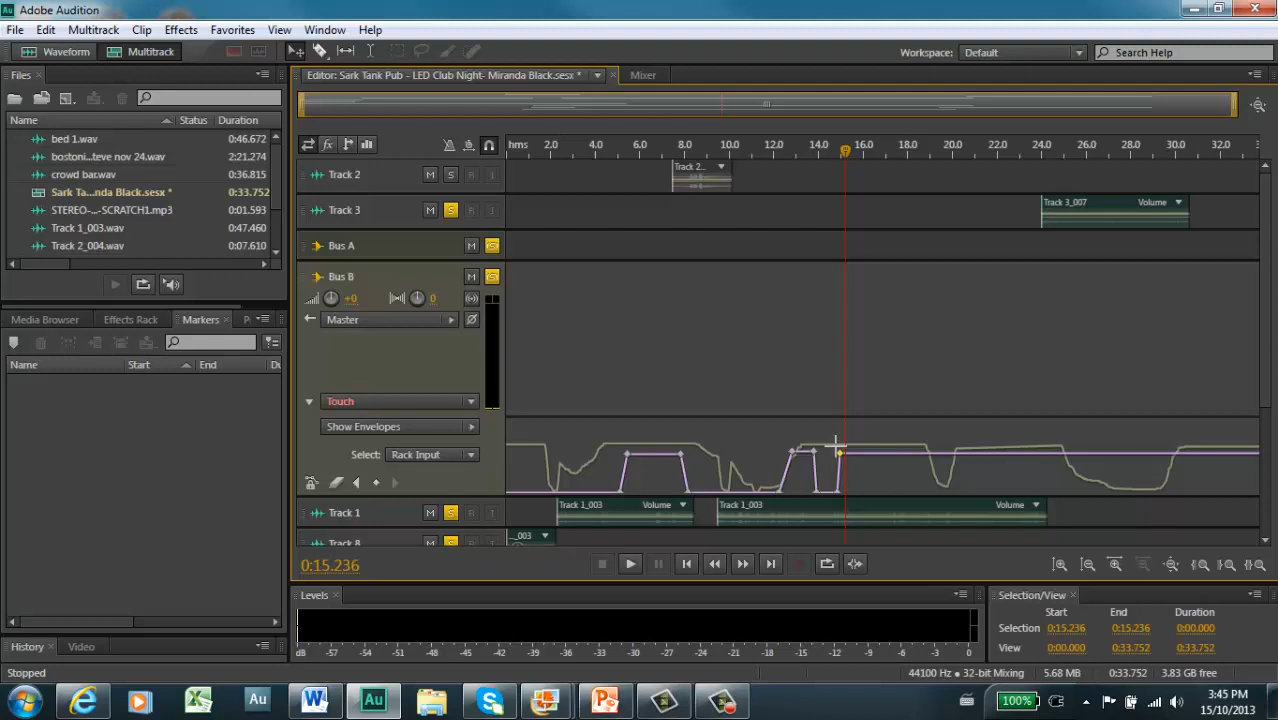 Au Adobe Audition
File Edit Multitrack Clip Effects Favorites View Window Help
Waveform Multitrack Workspace: Default Search Help
Files
Editor: Sark Tank Pub - LED Club Night- Miranda Black.sesx * Mixer
Name Status Duration
bed 1.wav 0:46.672
bostoni...teve nov 24.wav 2:21.274
crowd bar.wav 0:36.815
Sark Ta...nda Black.sesx * 0:33.752
STEREO-...-SCRATCH1.mp3 0:01.593
Track 1_003.wav 0:47.460
Track 2_004.wav 0:07.610
Media Browser Effects Rack Markers
Name Start End
fx
hms 2.0 4.0 6.0 8.0 10.0 12.0 14.0 16.0 18.0 20.0 22.0 24.0 26.0 28.0 30.0 32.0
Track 2 M S R I
Track 2...
Track 3 M S R I
Track 3_007 Volume
Bus A M S
Bus B M S
+0 0
Master
Touch
Show Envelopes
Select: Rack Input
Track 1 M S R I
Track 1_003 Volume
Track 1_003 Volume
Track 8
0:15.236
Levels
dB -57 -54 -51 -48 -45 -42 -39 -36 -33 -30 -27 -24 -21 -18 -15 -12 -9 -6 -3 0
Selection/View
Start End Duration
Selection 0:15.236 0:15.236 0:00.000
View 0:00.000 0:33.752 0:33.752
History Video
Stopped 44100 Hz • 32-bit Mixing 5.68 MB 0:33.752 3.83 GB free
Au Au
100%
3:45 PM
15/10/2013